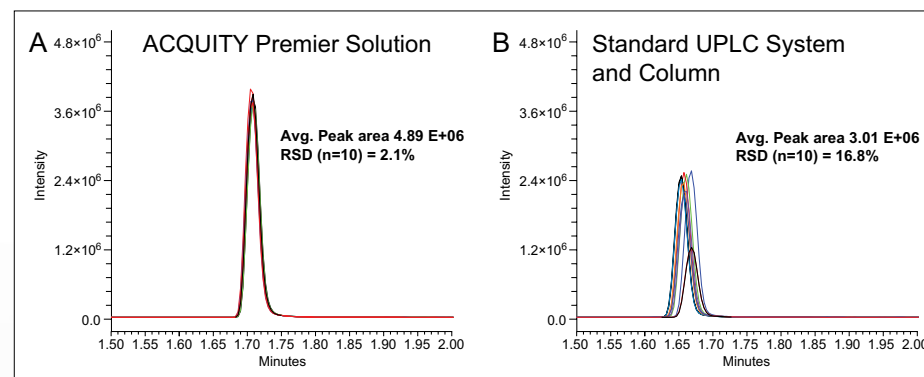 A
ACQUITY Premier Solution
4.8×10⁶
3.6×10⁶
2.4×10⁶
1.2×10⁶
0.0
Intensity
Avg. Peak area 4.89 E+06
RSD (n=10) = 2.1%
1.50 1.55 1.60 1.65 1.70 1.75 1.80 1.85 1.90 1.95 2.00
Minutes
B
Standard UPLC System
and Column
4.8×10⁶
3.6×10⁶
2.4×10⁶
1.2×10⁶
0.0
Intensity
Avg. Peak area 3.01 E+06
RSD (n=10) = 16.8%
1.50 1.55 1.60 1.65 1.70 1.75 1.80 1.85 1.90 1.95 2.00
Minutes